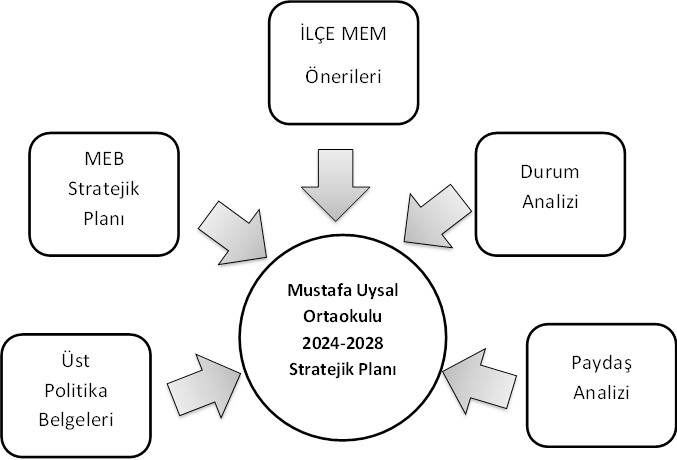 İLÇE MEM
Önerileri
MEB
Stratejik
Planı
Durum
Analizi
Mustafa Uysal
Ortaokulu
2024-2028
Stratejik Planı
Üst
Politika
Belgeleri
Paydaş
Analizi